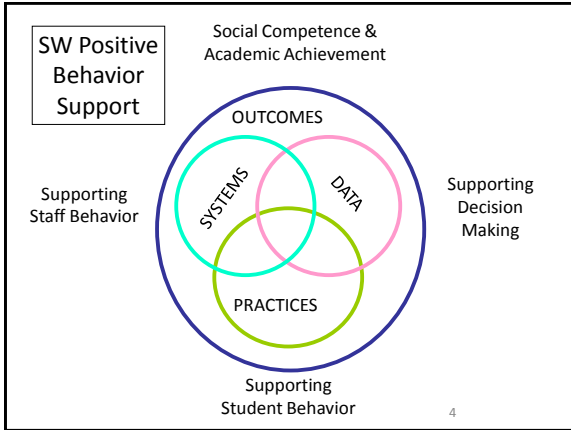 SW Positive
Behavior
Support
Social Competence &
Academic Achievement
OUTCOMES
SYSTEMS
DATA
Supporting
Staff Behavior
Supporting
Decision
Making
PRACTICES
Supporting
Student Behavior
4